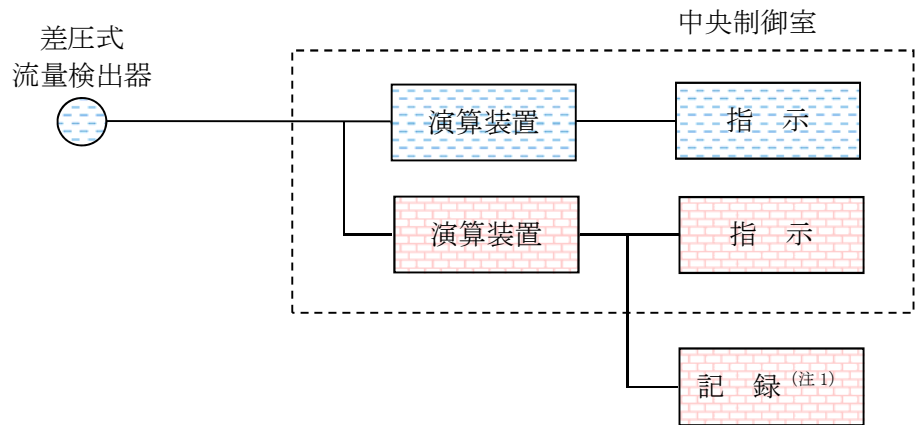 中央制御室
差圧式
流量検出器
演算装置
指　示
演算装置
指　示
記　録(注1)